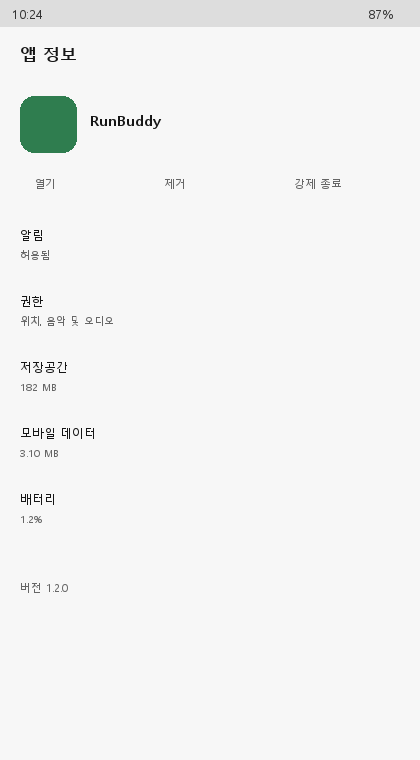 10:24
87%
앱 정보
RunBuddy
열기
제거
강제 종료
알림
허용됨
권한
위치, 음악 및 오디오
저장공간
182 MB
모바일 데이터
3.10 MB
배터리
1.2%
버전 1.2.0